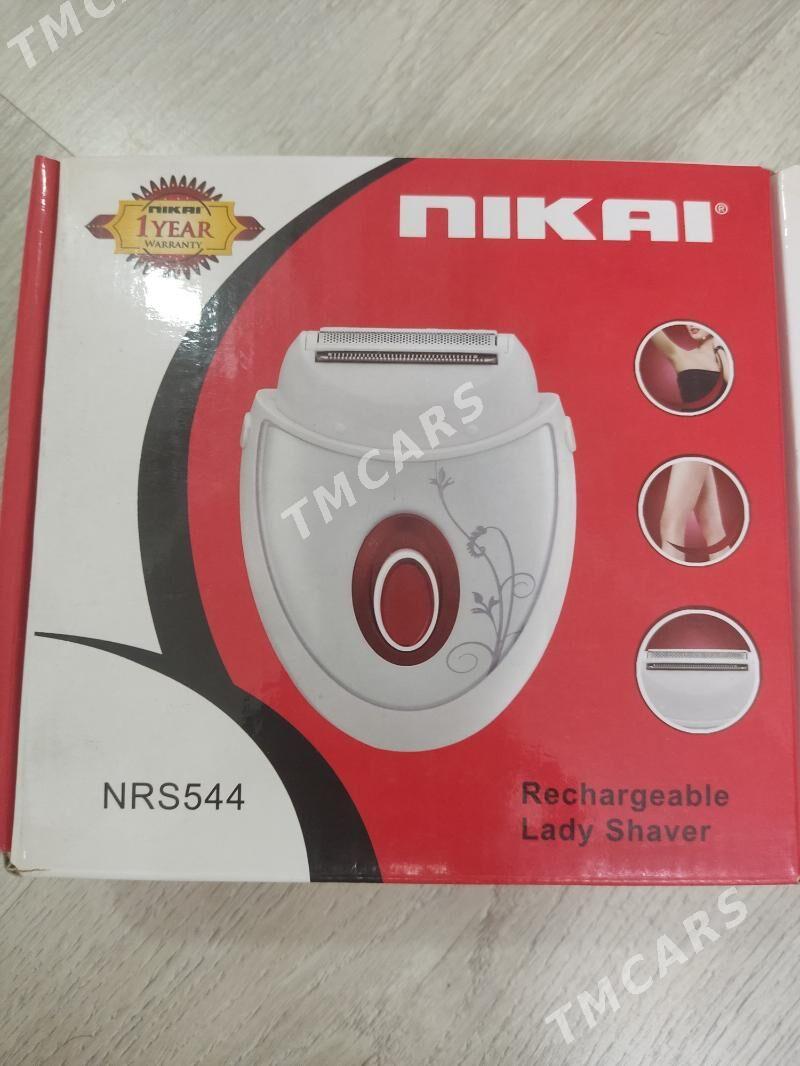 TMCARS
NIKAI
1 YEAR
WARRANTY
NIKAI®
TMCARS
NRS544
Rechargeable
Lady Shaver
TMCARS